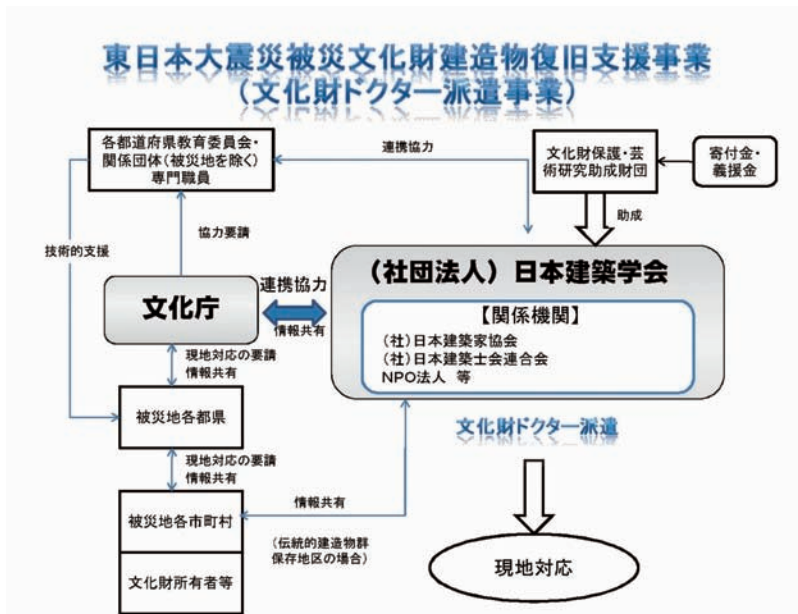 東日本大震災被災文化財建造物復旧支援事業
(文化財ドクター派遣事業)
各都道府県教育委員会・
関係団体(被災地を除く)
専門職員
連携協力
文化財保護・芸
術研究助成財団
寄付金・
義援金
助成
協力要請
技術的支援
文化庁
連携協力
情報共有
(社団法人)日本建築学会
【関係機関】
(社)日本建築家協会
(社)日本建築士会連合会
NPO法人 等
現地対応の要請
情報共有
被災地各都県
文化財ドクター派遣
現地対応の要請
情報共有
被災地各市町村
文化財所有者等
情報共有
(伝統的建造物群
保存地区の場合)
現地対応